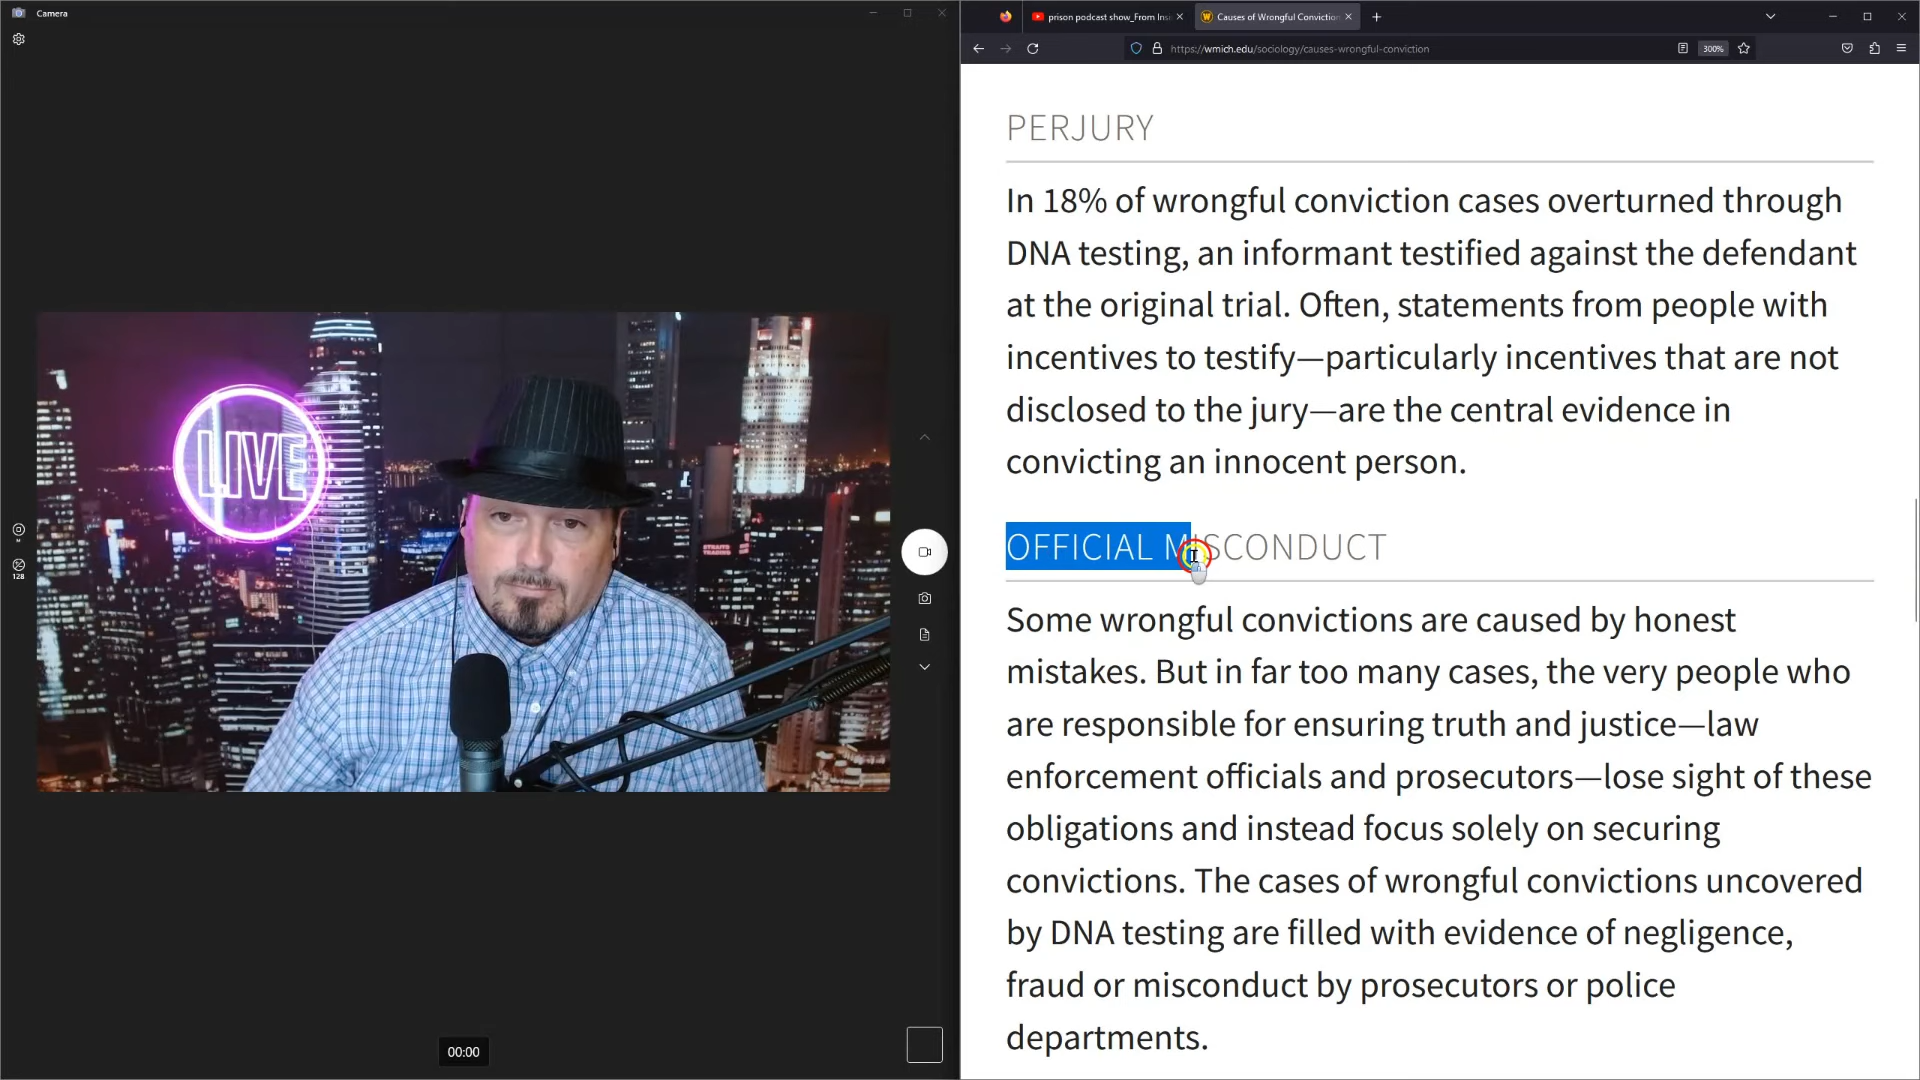 Camera
LIVE
M
128
00:00
prison podcast show_From Insi
Causes of Wrongful Conviction
https://wmich.edu/sociology/causes-wrongful-conviction
300%
PERJURY
In 18% of wrongful conviction cases overturned through
DNA testing, an informant testified against the defendant
at the original trial. Often, statements from people with
incentives to testify—particularly incentives that are not
disclosed to the jury—are the central evidence in
convicting an innocent person.
OFFICIAL MISCONDUCT
Some wrongful convictions are caused by honest
mistakes. But in far too many cases, the very people who
are responsible for ensuring truth and justice—law
enforcement officials and prosecutors—lose sight of these
obligations and instead focus solely on securing
convictions. The cases of wrongful convictions uncovered
by DNA testing are filled with evidence of negligence,
fraud or misconduct by prosecutors or police
departments.